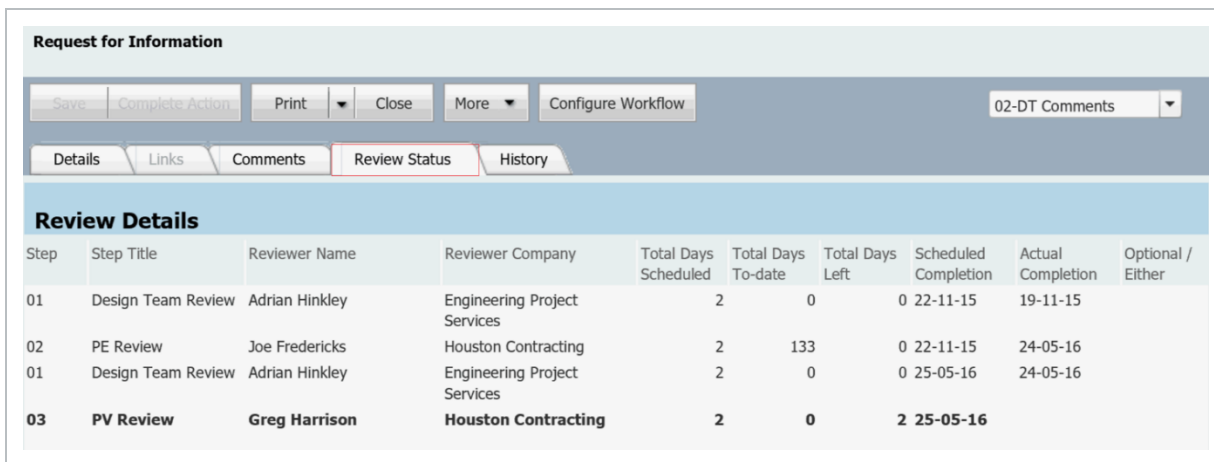 Request for Information
Save Complete Action Print Close More Configure Workflow 02-DT Comments
Details Links Comments Review Status History
Review Details
Step Step Title Reviewer Name Reviewer Company Total Days Total Days Total Days Scheduled Actual Optional /
Scheduled To-date Left Completion Completion Either
01 Design Team Review Adrian Hinkley Engineering Project 2 0 0 22-11-15 19-11-15
Services
02 PE Review Joe Fredericks Houston Contracting 2 133 0 22-11-15 24-05-16
01 Design Team Review Adrian Hinkley Engineering Project 2 0 0 25-05-16 24-05-16
Services
03 PV Review Greg Harrison Houston Contracting 2 0 2 25-05-16